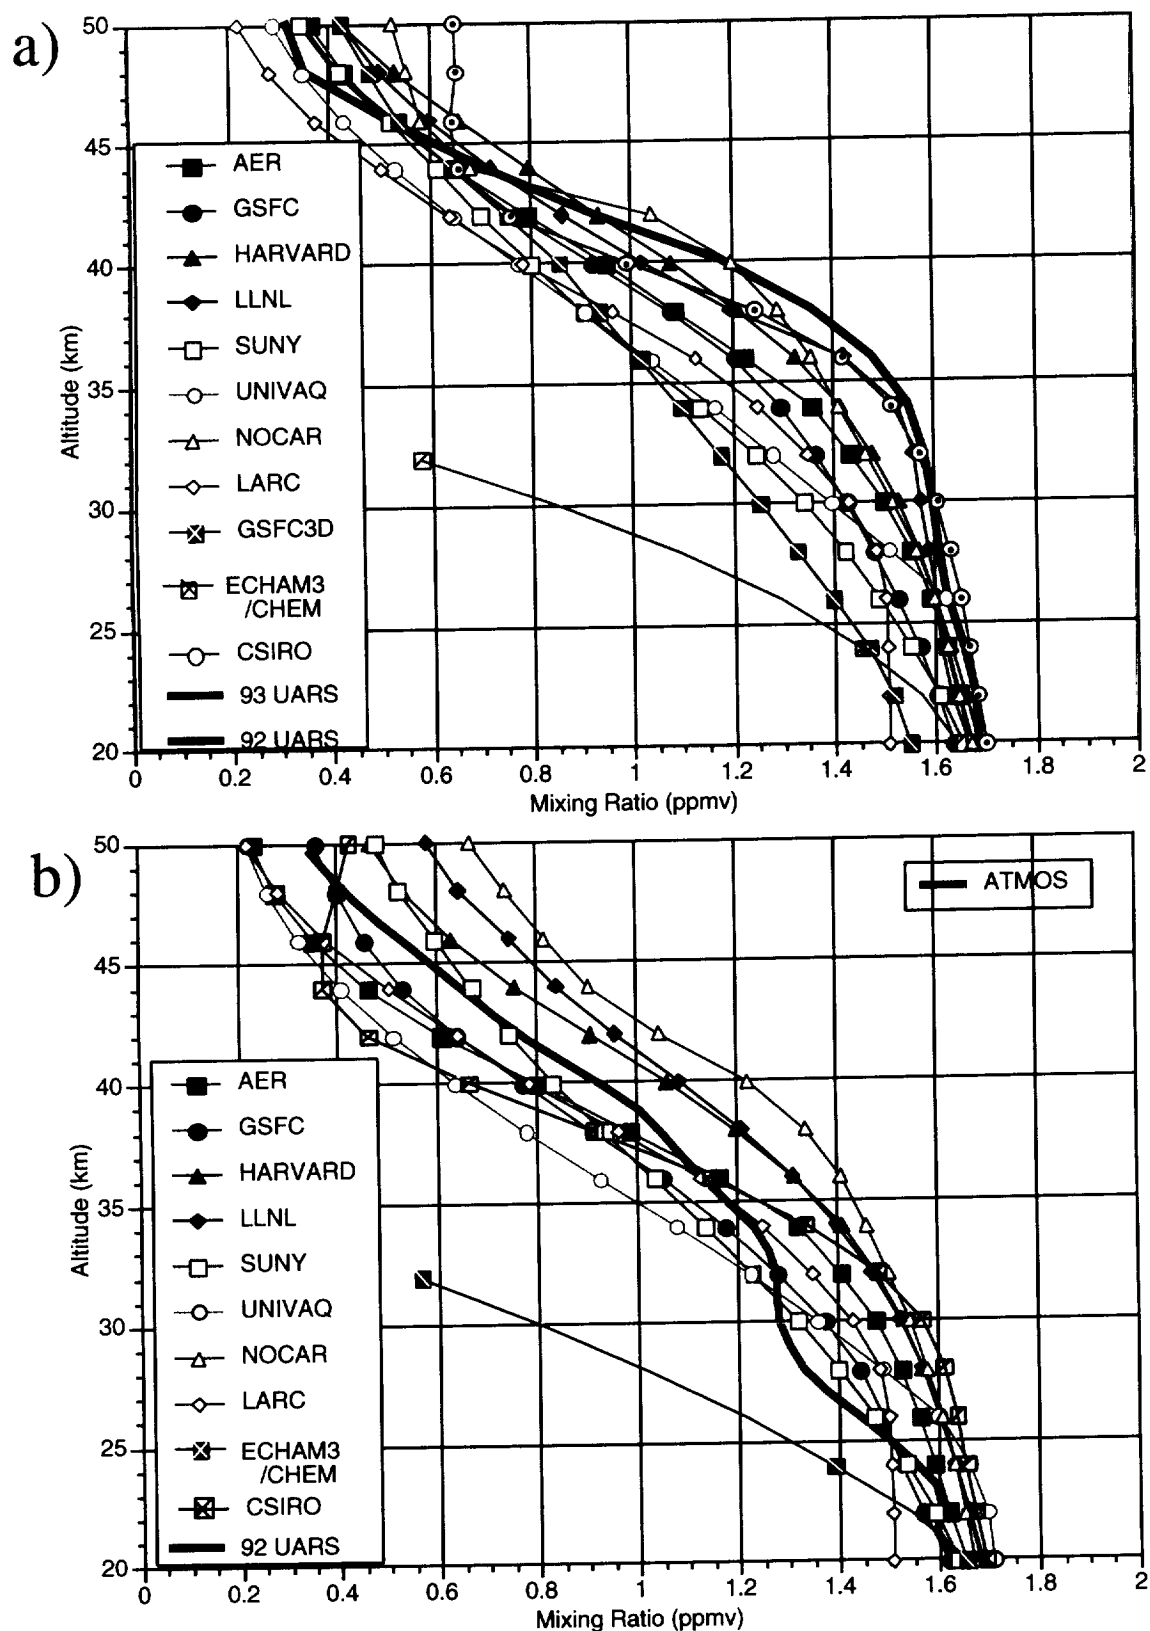 a)
50
45
40
35
30
25
20
Altitude (km)
AER
GSFC
HARVARD
LLNL
SUNY
UNIVAQ
NOCAR
LARC
GSFC3D
ECHAM3
/CHEM
CSIRO
93 UARS
92 UARS
0 0.2 0.4 0.6 0.8 1 1.2 1.4 1.6 1.8 2
Mixing Ratio (ppmv)
b)
50
45
40
35
30
25
20
Altitude (km)
ATMOS
AER
GSFC
HARVARD
LLNL
SUNY
UNIVAQ
NOCAR
LARC
ECHAM3
/CHEM
CSIRO
92 UARS
0 0.2 0.4 0.6 0.8 1 1.2 1.4 1.6 1.8 2
Mixing Ratio (ppmv)